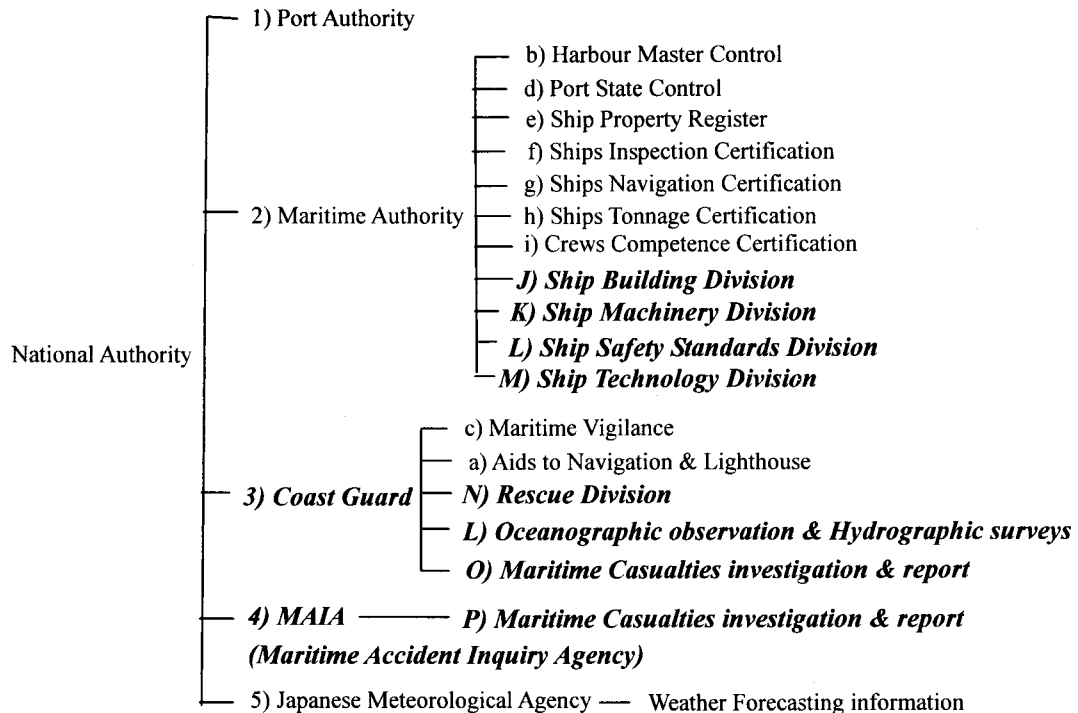 1) Port Authority
b) Harbour Master Control
d) Port State Control
e) Ship Property Register
f) Ships Inspection Certification
g) Ships Navigation Certification
2) Maritime Authority
h) Ships Tonnage Certification
i) Crews Competence Certification
J) Ship Building Division
K) Ship Machinery Division
National Authority
L) Ship Safety Standards Division
M) Ship Technology Division
c) Maritime Vigilance
a) Aids to Navigation & Lighthouse
3) Coast Guard
N) Rescue Division
L) Oceanographic observation & Hydrographic surveys
O) Maritime Casualties investigation & report
4) MAIA
P) Maritime Casualties investigation & report
(Maritime Accident Inquiry Agency)
5) Japanese Meteorological Agency
Weather Forecasting information